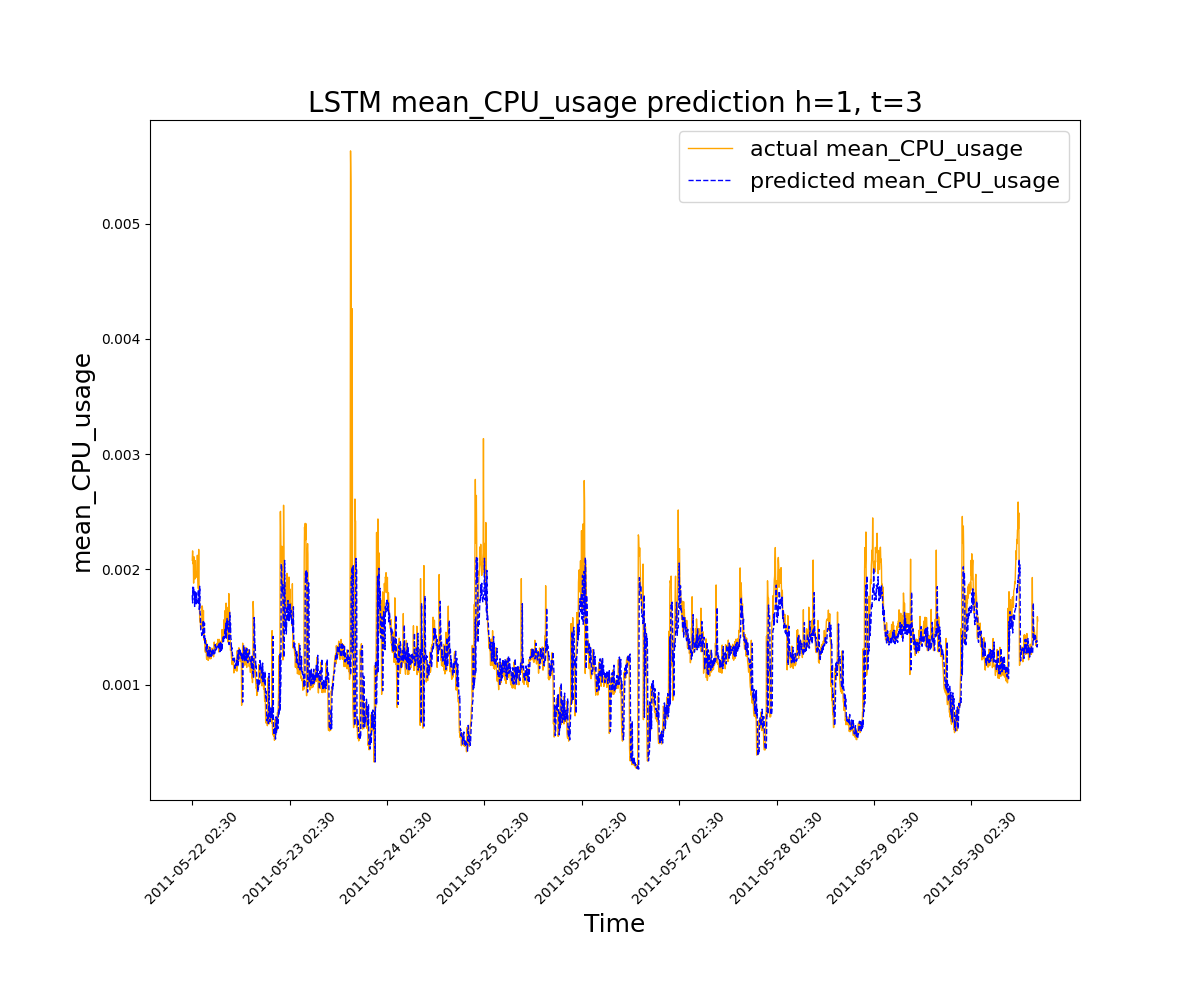 LSTM mean_CPU_usage prediction h=1, t=3
actual mean_CPU_usage
predicted mean_CPU_usage
mean_CPU_usage
0.005
0.004
0.003
0.002
0.001
2011-05-22 02:30
2011-05-23 02:30
2011-05-24 02:30
2011-05-25 02:30
2011-05-26 02:30
2011-05-27 02:30
2011-05-28 02:30
2011-05-29 02:30
2011-05-30 02:30
Time